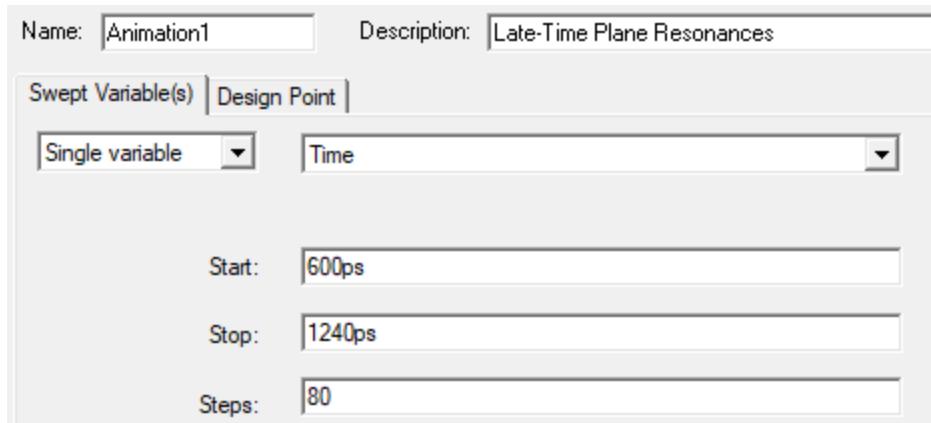 Name: Animation1 Description: Late-Time Plane Resonances
Swept Variable(s) Design Point
Single variable Time
Start: 600ps
Stop: 1240ps
Steps: 80